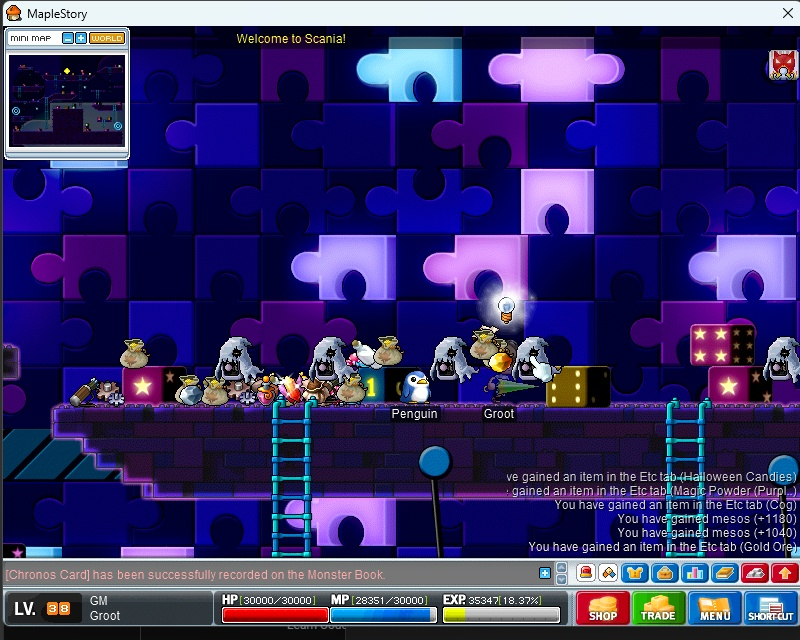 MapleStory
MINI MAP
WORLD
Welcome to Scania!
1
Penguin
Groot
ve gained an item in the Etc tab (Halloween Candies)
gained an item in the Etc tab (Magic Powder (Purpl..)
You have gained an item in the Etc tab (Cog)
You have gained mesos (+1180)
You have gained mesos (+1040)
You have gained an item in the Etc tab (Gold Ore)
[Chronos Card] has been successfully recorded on the Monster Book.
LV. 38
GM
Groot
HP [30000/30000]
MP [28351/30000]
EXP. 35347[18.37%]
SHOP
TRADE
MENU
SHORTCUT